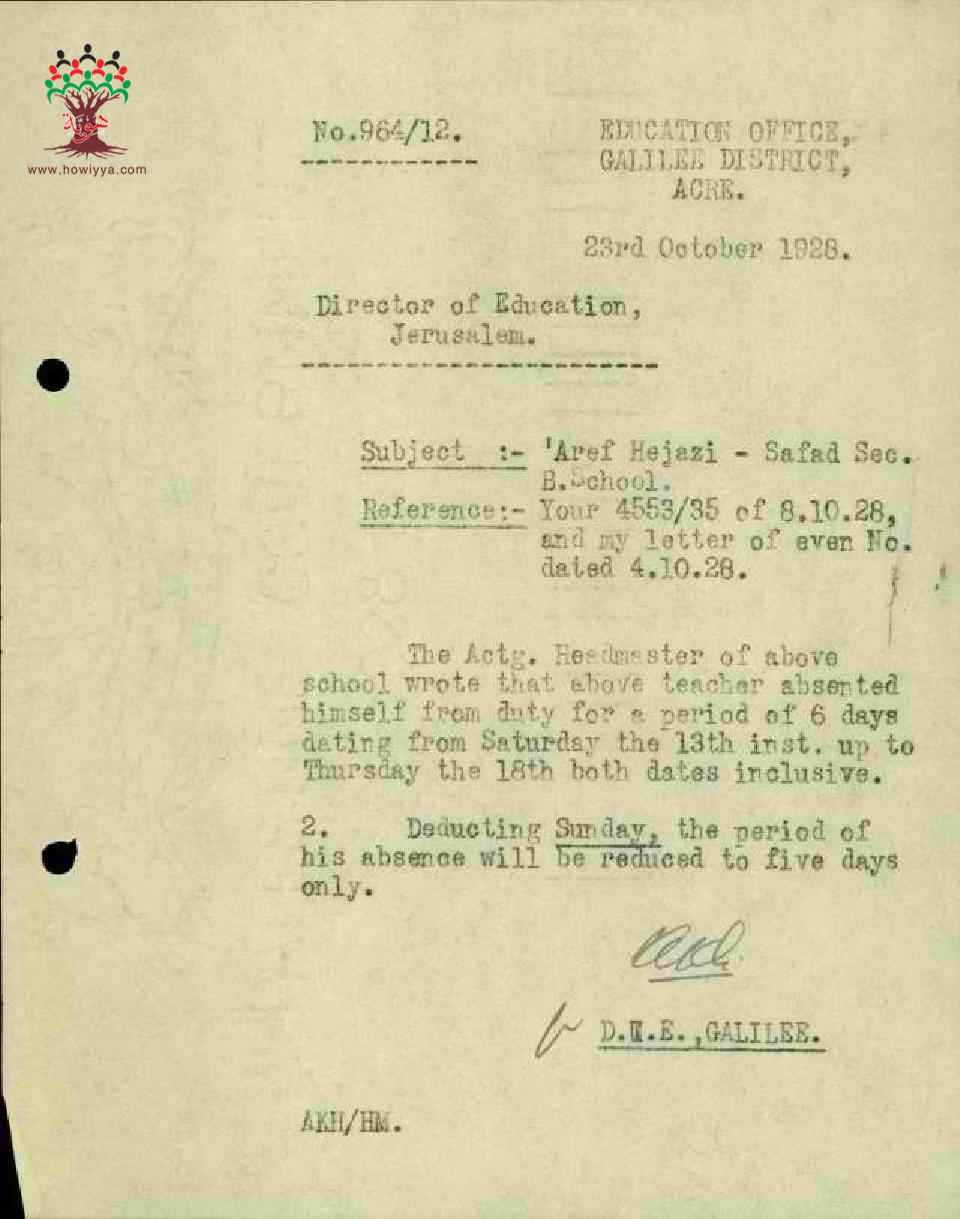 هوية
www.howiyya.com
No.964/12.
EDUCATION OFFICE,
GALILEE DISTRICT,
ACRE.
23rd October 1928.
Director of Education,
Jerusalem.
Subject :- 'Aref Hejazi - Safad Sec.
B.School.
Reference:- Your 4553/35 of 8.10.28,
and my letter of even No.
dated 4.10.28.
The Actg. Headmaster of above
school wrote that above teacher absented
himself from duty for a period of 6 days
dating from Saturday the 13th inst. up to
Thursday the 18th both dates inclusive.
2. Deducting Sunday, the period of
his absence will be reduced to five days
only.
D.I.E.,GALILEE.
AKH/HM.